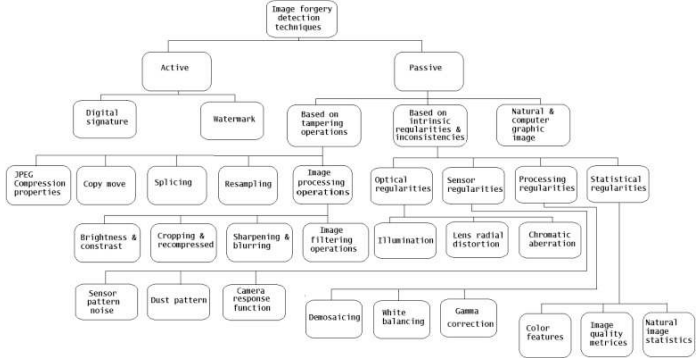 Image forgery
detection
techniques
Active
Passive
Digital
signature
Watermark
Based on
tampering
operations
Based on
intrinsic
regularities &
inconsistencies
Natural &
computer
graphic
image
JPEG
Compression
properties
Copy move
Splicing
Resampling
Image
processing
operations
Optical
regularities
Sensor
regularities
Processing
regularities
Statistical
regularities
Brightness &
constrast
Cropping &
recompressed
Sharpening &
blurring
Image
filtering
operations
Illumination
Lens radial
distortion
Chromatic
aberration
Sensor
pattern
noise
Dust pattern
Camera
response
function
Demosaicing
White
balancing
Gamma
correction
Color
features
Image
quality
metrices
Natural
image
statistics